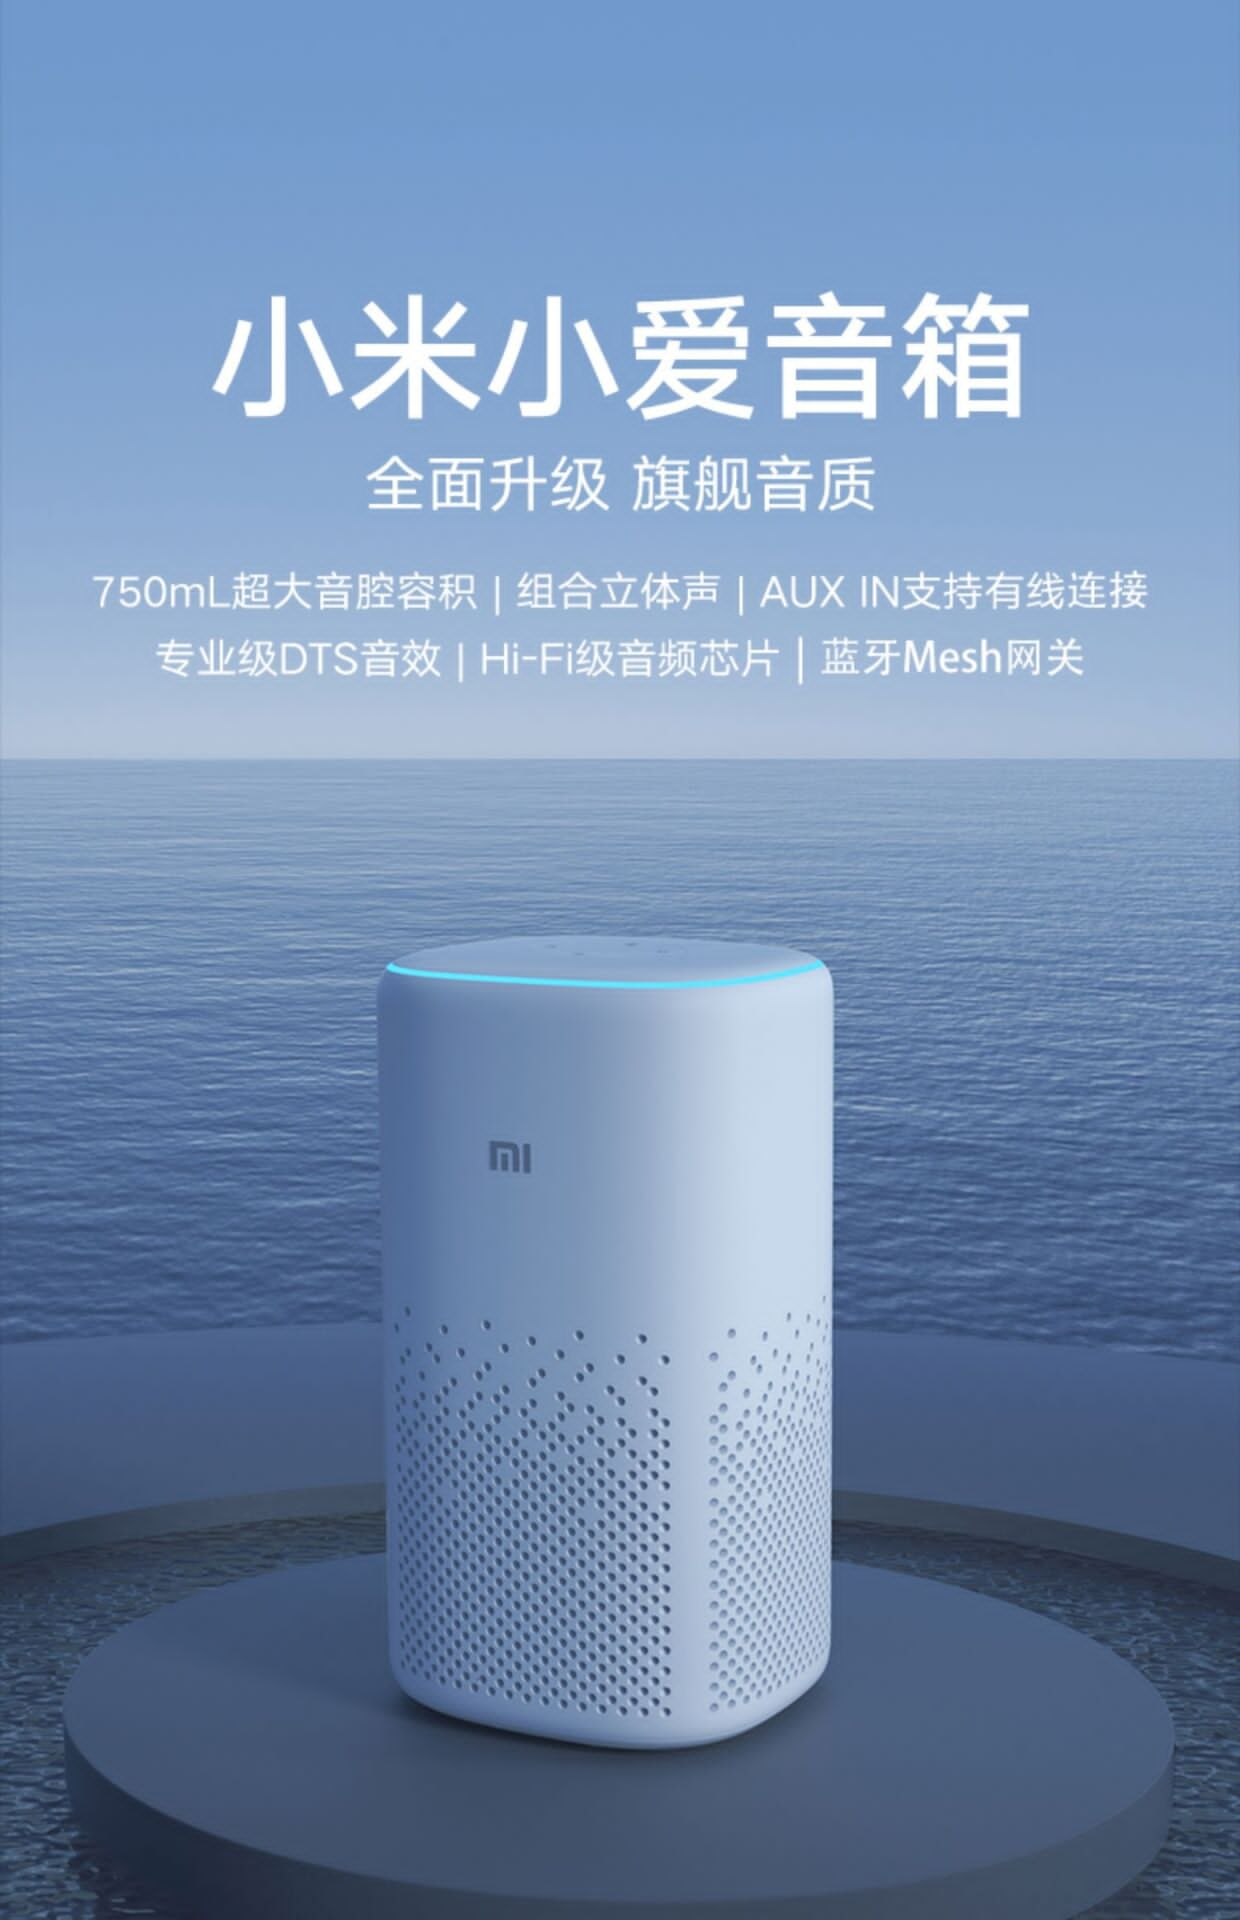 小米小爱音箱
全面升级 旗舰音质
750mL超大音腔容积 | 组合立体声 | AUX IN支持有线连接
专业级DTS音效 | Hi-Fi级音频芯片 | 蓝牙Mesh网关
MI